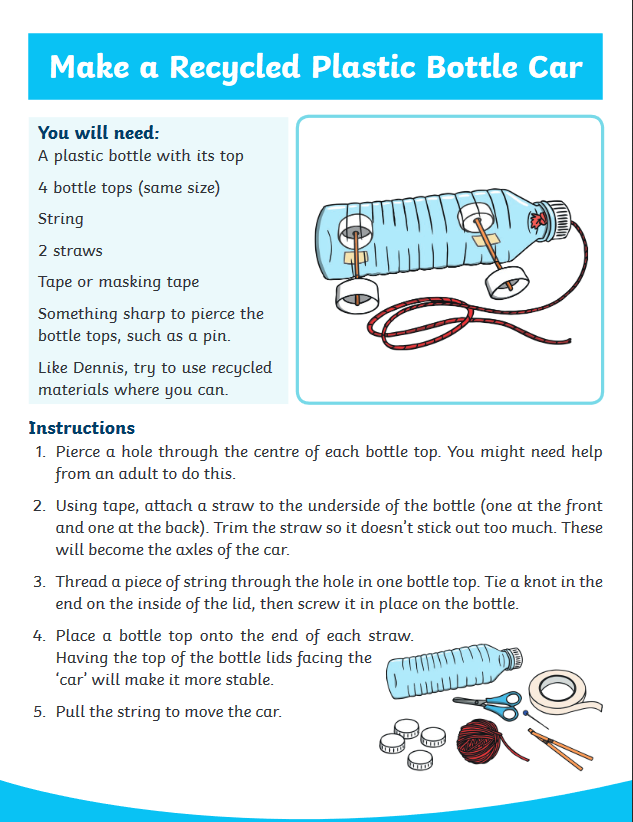 Make a Recycled Plastic Bottle Car
You will need:
A plastic bottle with its top
4 bottle tops (same size)
String
2 straws
Tape or masking tape
Something sharp to pierce the
bottle tops, such as a pin.
Like Dennis, try to use recycled
materials where you can.
Instructions
1. Pierce a hole through the centre of each bottle top. You might need help
from an adult to do this.
2. Using tape, attach a straw to the underside of the bottle (one at the front
and one at the back). Trim the straw so it doesn’t stick out too much. These
will become the axles of the car.
3. Thread a piece of string through the hole in one bottle top. Tie a knot in the
end on the inside of the lid, then screw it in place on the bottle.
4. Place a bottle top onto the end of each straw.
Having the top of the bottle lids facing the
‘car’ will make it more stable.
5. Pull the string to move the car.